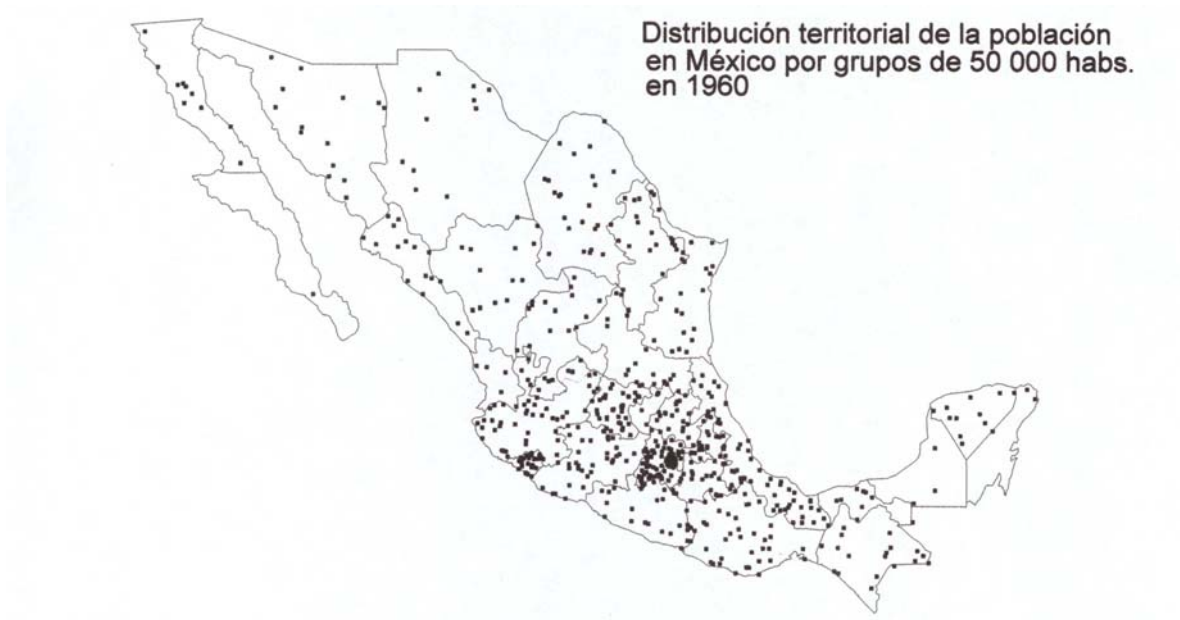 Distribución territorial de la población
en México por grupos de 50 000 habs.
en 1960